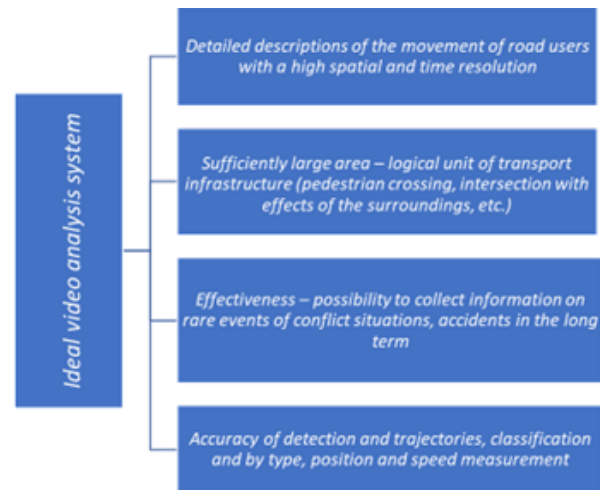 Ideal video analysis system
Detailed descriptions of the movement of road users
with a high spatial and time resolution
Sufficiently large area – logical unit of transport
infrastructure (pedestrian crossing, intersection with
effects of the surroundings, etc.)
Effectiveness – possibility to collect information on
rare events of conflict situations, accidents in the long
term
Accuracy of detection and trajectories, classification
and by type, position and speed measurement